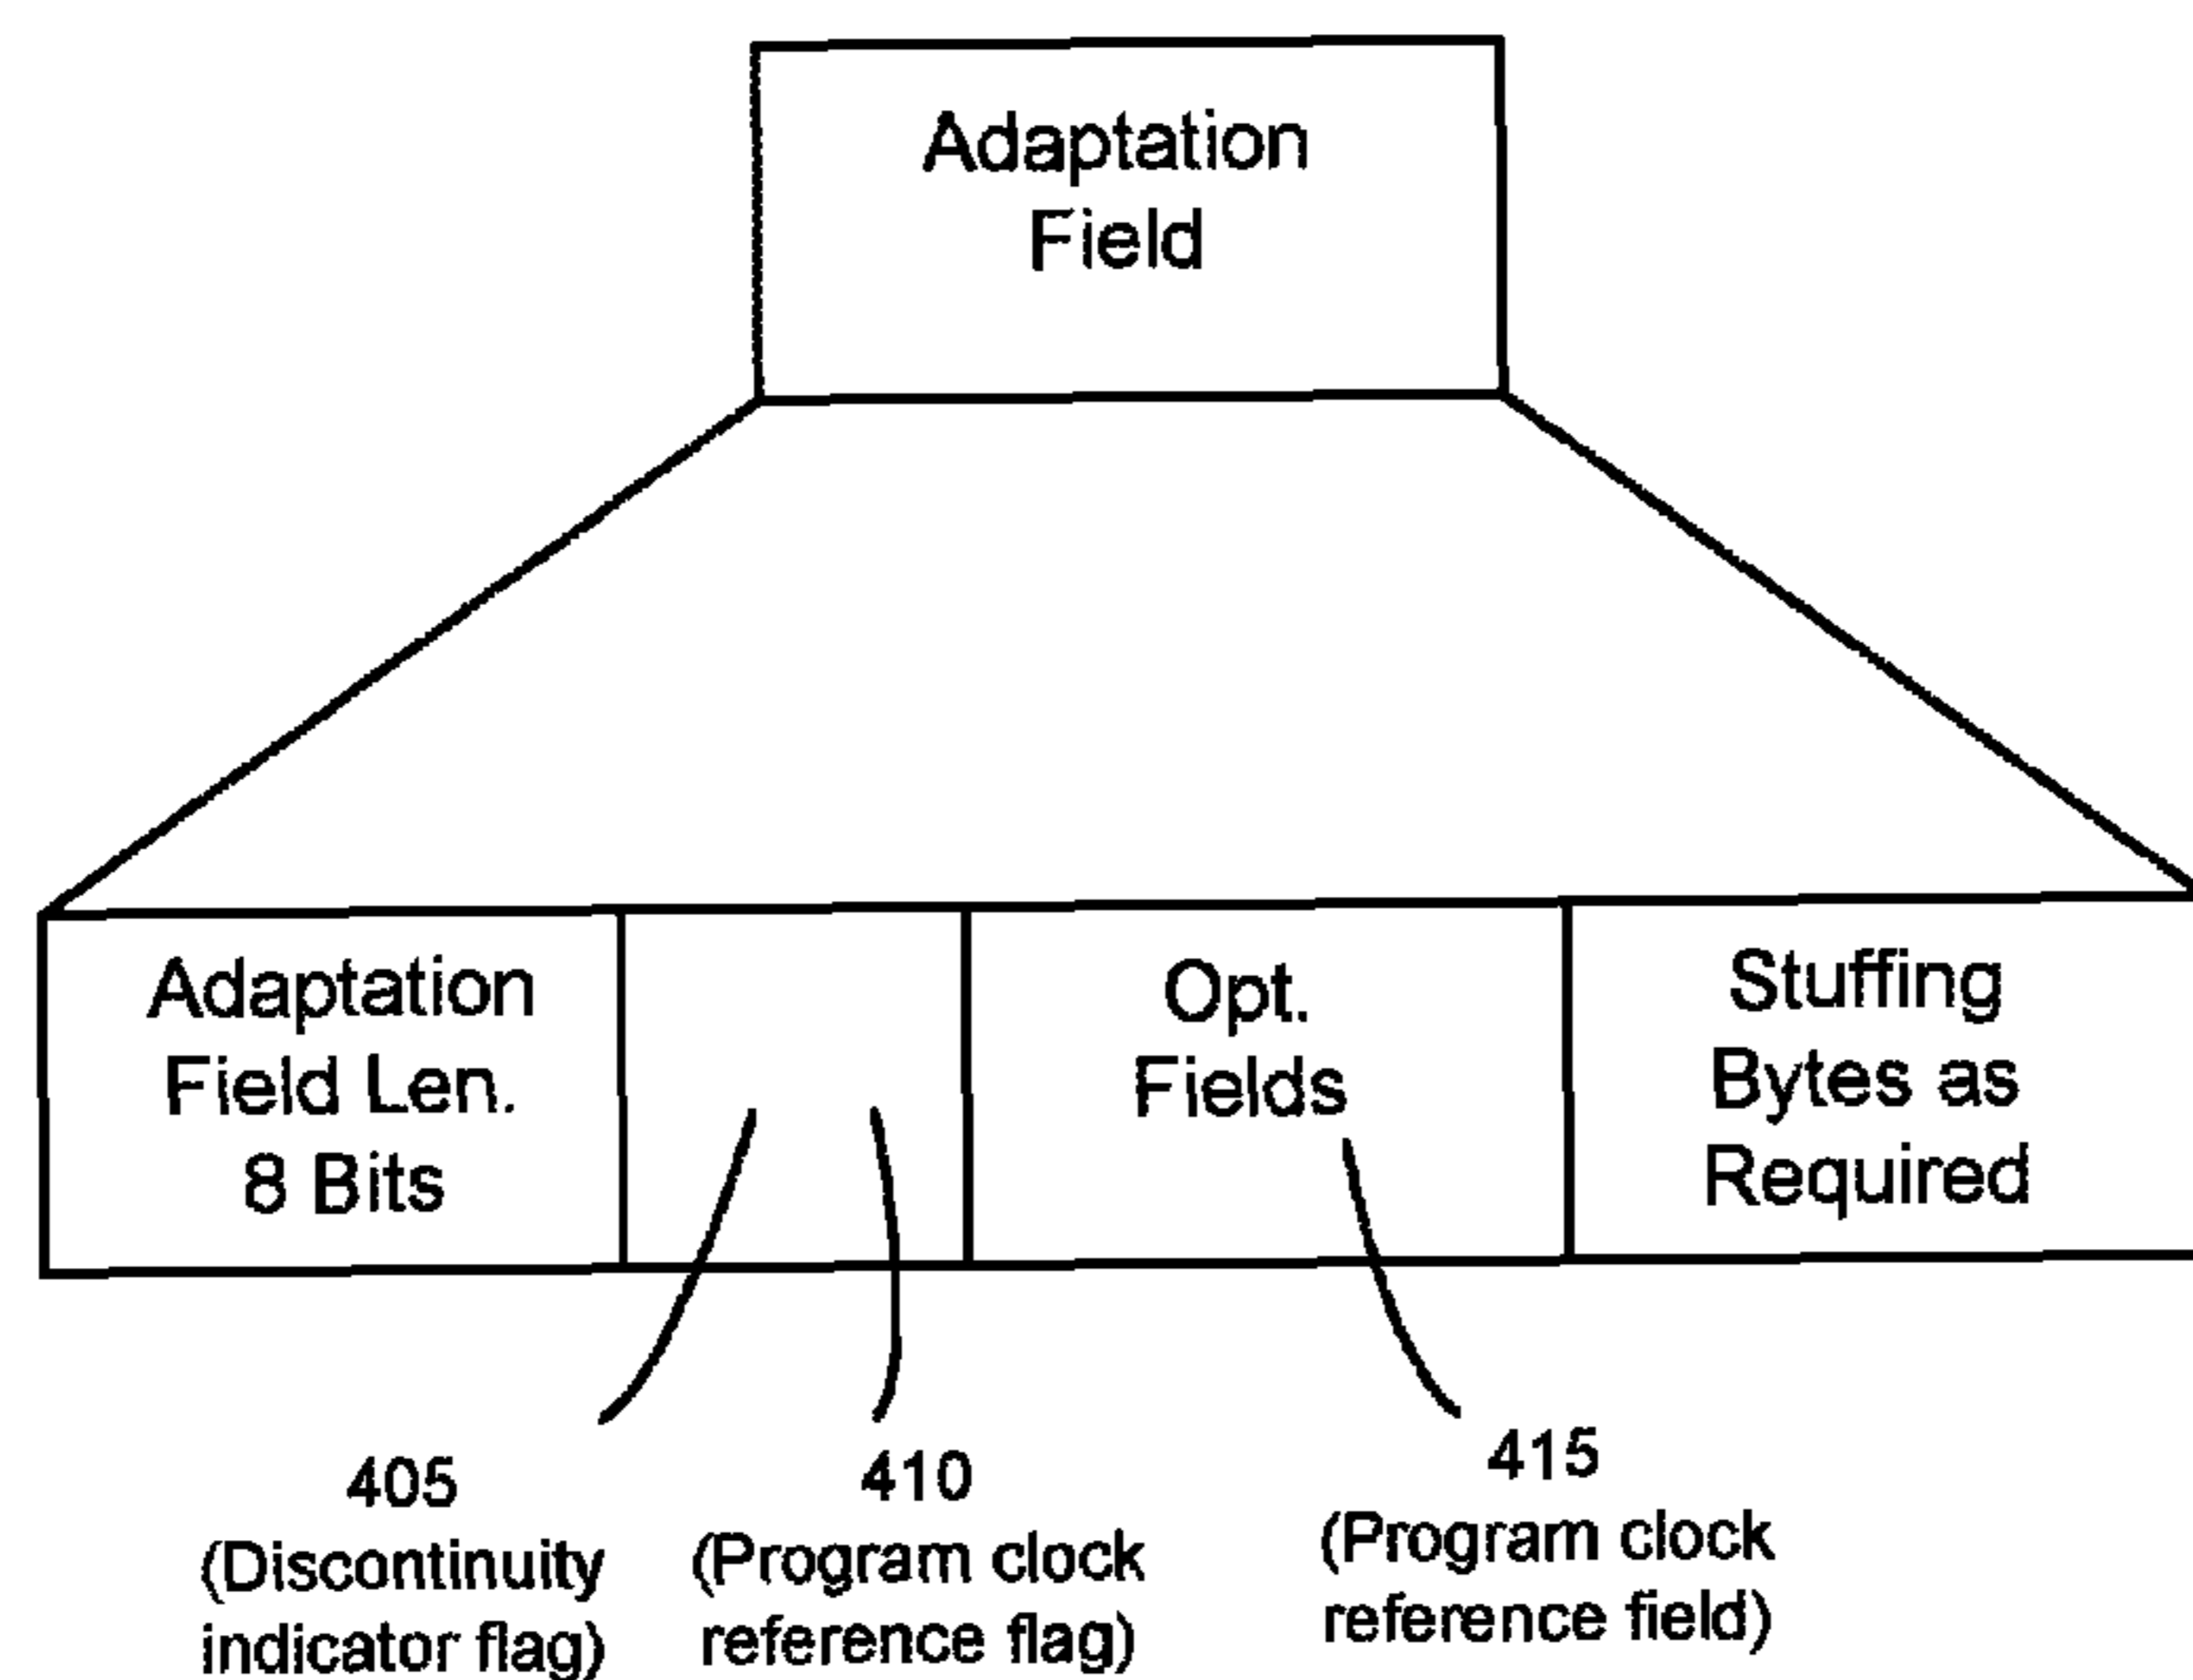 Adaptation
Field
Adaptation
Field Len.
8 Bits
Opt.
Fields
Stuffing
Bytes as
Required
405
(Discontinuity
indicator flag)
410
(Program clock
reference flag)
415
(Program clock
reference field)